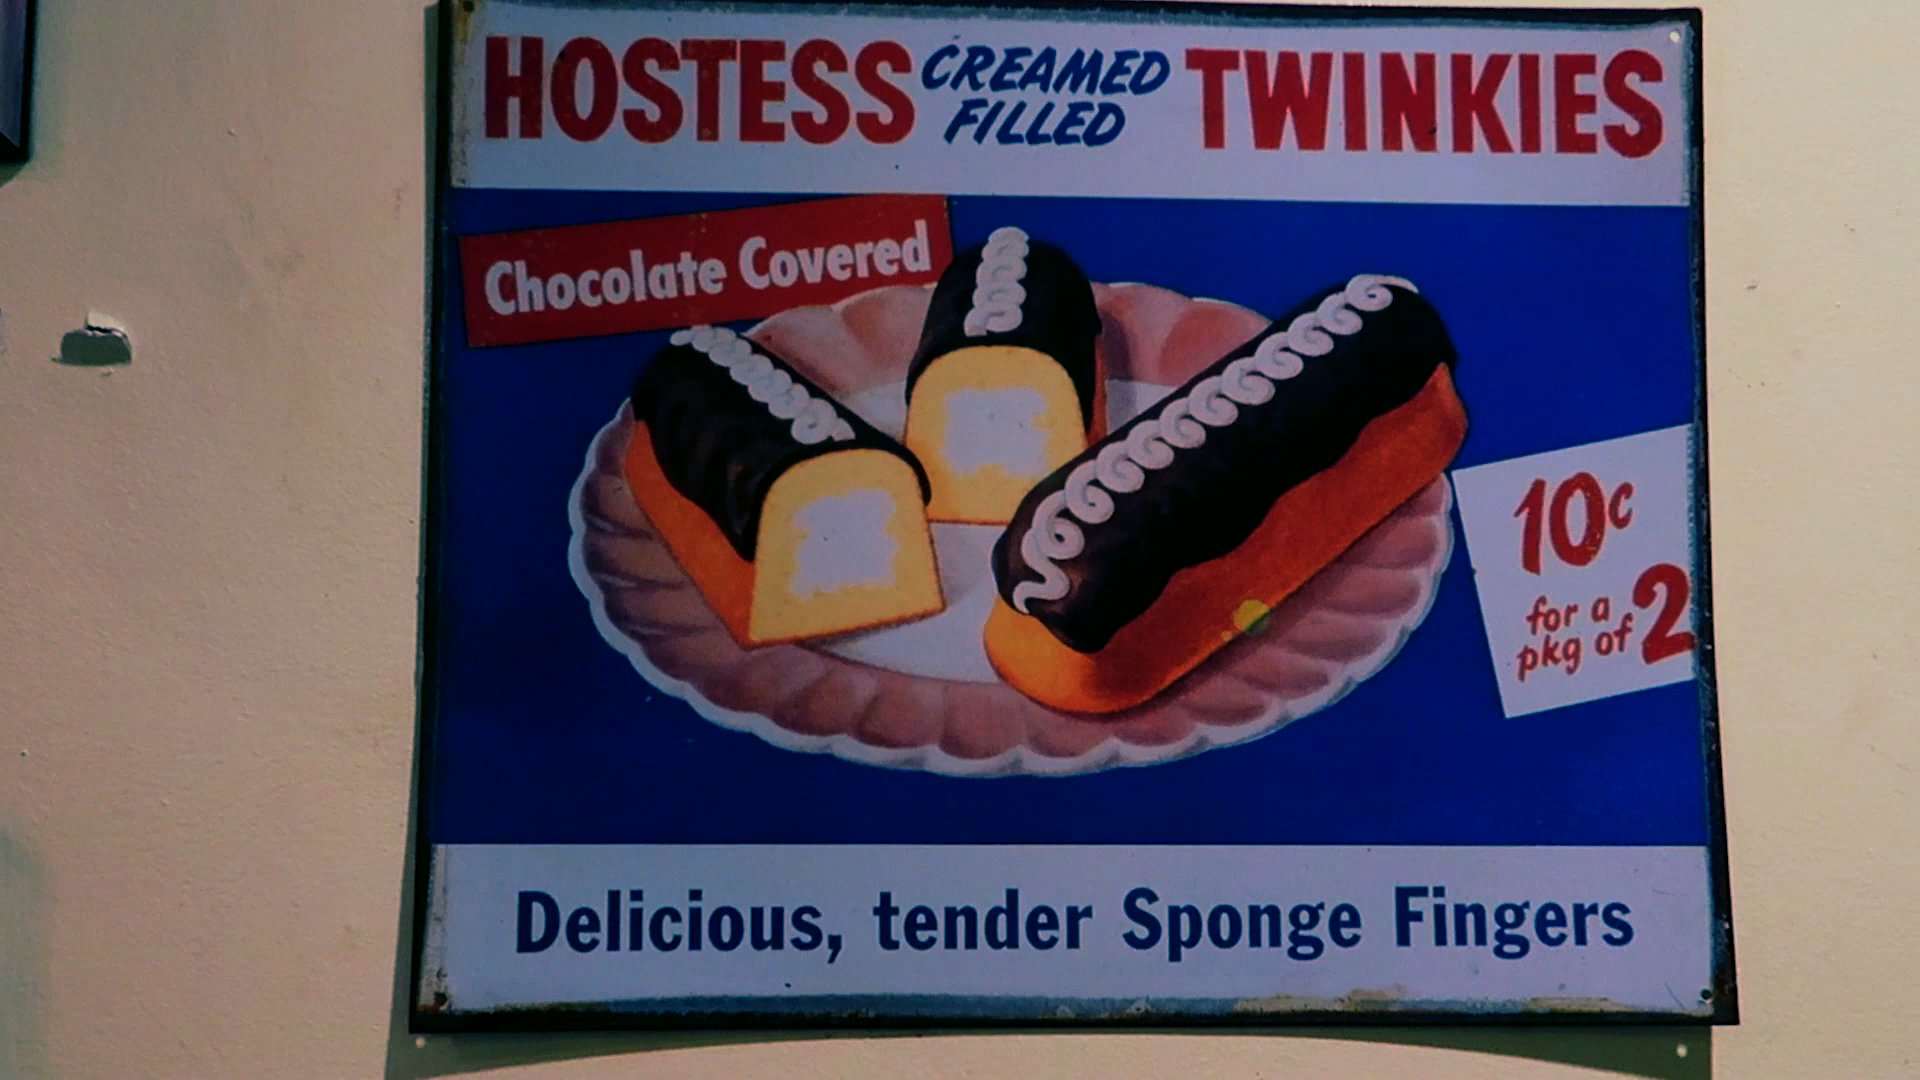 HOSTESS CREAMED FILLED TWINKIES
Chocolate Covered
10¢
for a
pkg of 2
Delicious, tender Sponge Fingers